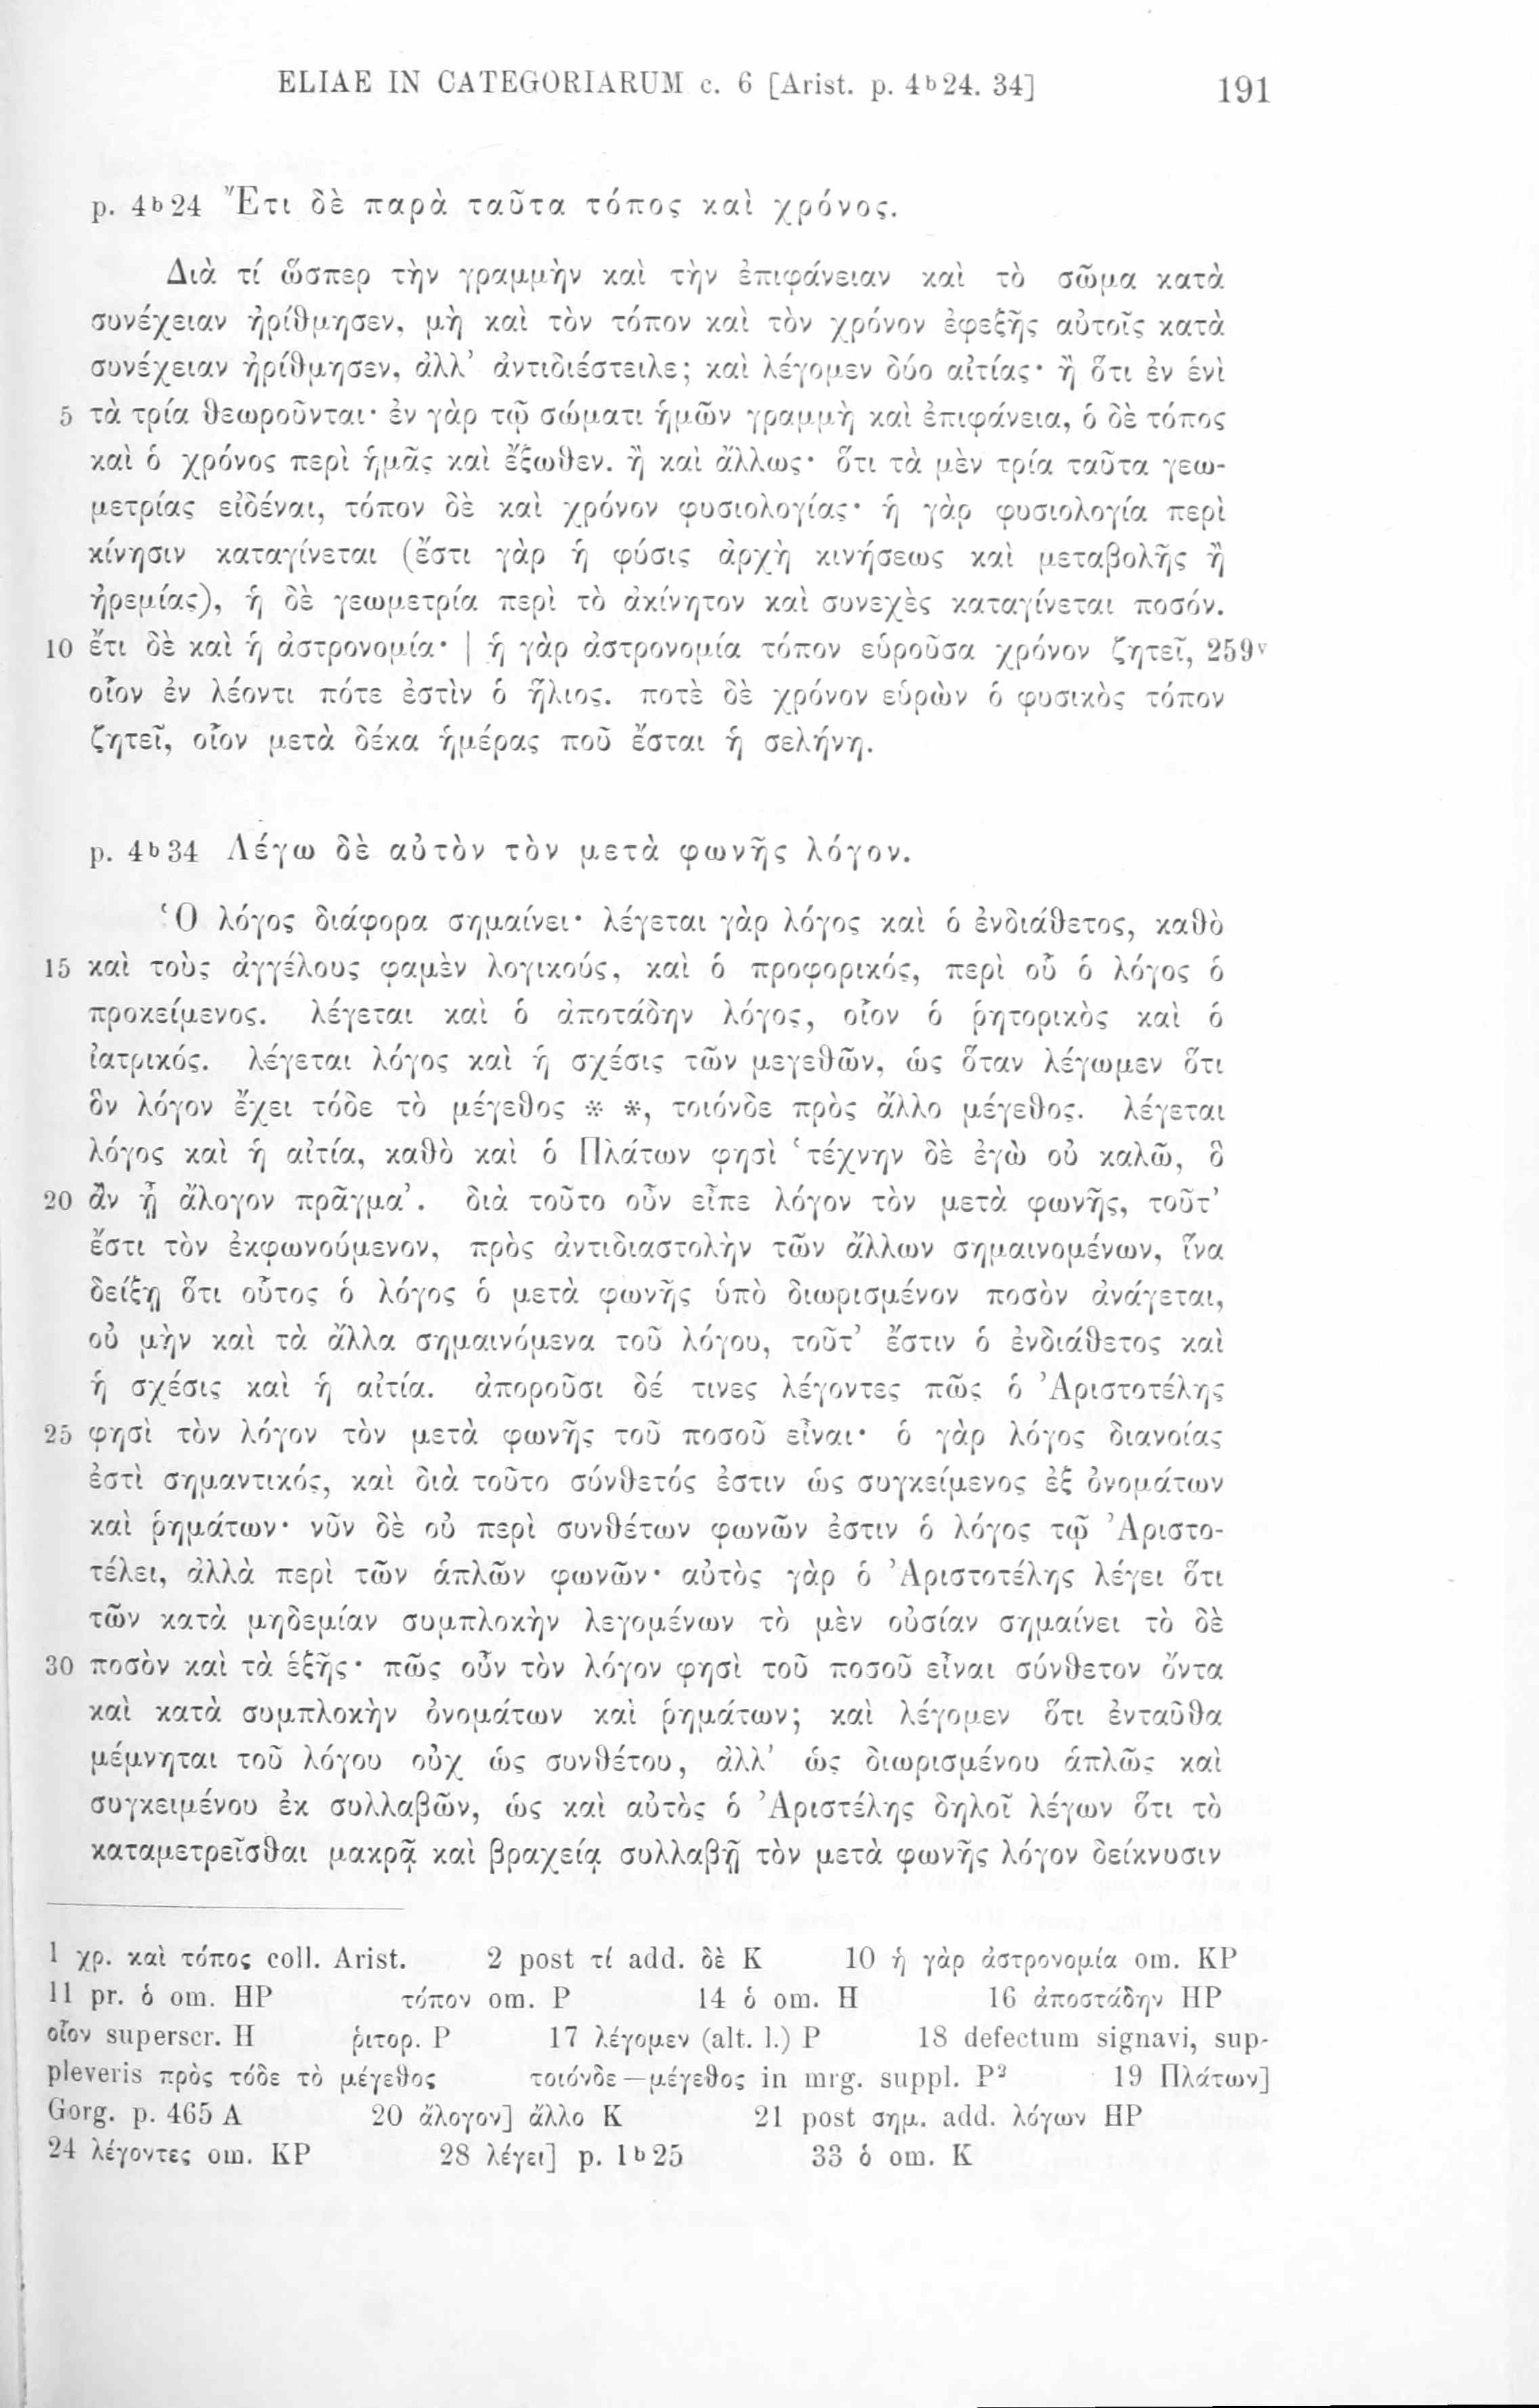 ELIAE IN CATEGORIARUM c. 6 [Arist. p. 4b24. 34] 191
p. 4b24 Ἔτι δὲ παρὰ ταῦτα τόπος καὶ χρόνος.
Διὰ τί ὥσπερ τὴν γραμμὴν καὶ τὴν ἐπιφάνειαν καὶ τὸ σῶμα κατὰ
συνέχειαν ἠρίθμησεν, μὴ καὶ τὸν τόπον καὶ τὸν χρόνον ἐφεξῆς αὐτοῖς κατὰ
συνέχειαν ἠρίθμησεν, ἀλλ’ ἀντιδιέστειλε; καὶ λέγομεν δύο αἰτίας· ἢ ὅτι ἐν ἑνὶ
5 τὰ τρία θεωροῦνται· ἐν γὰρ τῷ σώματι ἡμῶν γραμμὴ καὶ ἐπιφάνεια, ὁ δὲ τόπος
καὶ ὁ χρόνος περὶ ἡμᾶς καὶ ἔξωθεν. ἢ καὶ ἄλλως· ὅτι τὰ μὲν τρία ταῦτα γεω-
μετρίας εἰδέναι, τόπον δὲ καὶ χρόνον φυσιολογίας· ἡ γὰρ φυσιολογία περὶ
κίνησιν καταγίνεται (ἔστι γὰρ ἡ φύσις ἀρχὴ κινήσεως καὶ μεταβολῆς ἢ
ἠρεμίας), ἡ δὲ γεωμετρία περὶ τὸ ἀκίνητον καὶ συνεχὲς καταγίνεται ποσόν.
10 ἔτι δὲ καὶ ἡ ἀστρονομία· | ἡ γὰρ ἀστρονομία τόπον εὑροῦσα χρόνον ζητεῖ, 259v
οἷον ἐν λέοντι πότε ἐστὶν ὁ ἥλιος. ποτὲ δὲ χρόνον εὑρὼν ὁ φυσικὸς τόπον
ζητεῖ, οἷον μετὰ δέκα ἡμέρας ποῦ ἔσται ἡ σελήνη.
p. 4b34 Λέγω δὲ αὐτὸν τὸν μετὰ φωνῆς λόγον.
Ὁ λόγος διάφορα σημαίνει· λέγεται γὰρ λόγος καὶ ὁ ἐνδιάθετος, καθὸ
15 καὶ τοὺς ἀγγέλους φαμὲν λογικούς, καὶ ὁ προφορικός, περὶ οὗ ὁ λόγος ὁ
προκείμενος. λέγεται καὶ ὁ ἀποτάδην λόγος, οἷον ὁ ῥητορικὸς καὶ ὁ
ἰατρικός. λέγεται λόγος καὶ ἡ σχέσις τῶν μεγεθῶν, ὡς ὅταν λέγωμεν ὅτι
ὃν λόγον ἔχει τόδε τὸ μέγεθος * *, τοιόνδε πρὸς ἄλλο μέγεθος. λέγεται
λόγος καὶ ἡ αἰτία, καθὸ καὶ ὁ Πλάτων φησὶ ‘τέχνην δὲ ἐγὼ οὐ καλῶ, ὃ
20 ἂν ᾖ ἄλογον πρᾶγμα’. διὰ τοῦτο οὖν εἶπε λόγον τὸν μετὰ φωνῆς, τοῦτ’
ἔστι τὸν ἐκφωνούμενον, πρὸς ἀντιδιαστολὴν τῶν ἄλλων σημαινομένων, ἵνα
δείξῃ ὅτι οὗτος ὁ λόγος ὁ μετὰ φωνῆς ὑπὸ διωρισμένον ποσὸν ἀνάγεται,
οὐ μὴν καὶ τὰ ἄλλα σημαινόμενα τοῦ λόγου, τοῦτ’ ἔστιν ὁ ἐνδιάθετος καὶ
ἡ σχέσις καὶ ἡ αἰτία. ἀποροῦσι δέ τινες λέγοντες πῶς ὁ Ἀριστοτέλης
25 φησὶ τὸν λόγον τὸν μετὰ φωνῆς τοῦ ποσοῦ εἶναι· ὁ γὰρ λόγος διανοίας
ἐστὶ σημαντικός, καὶ διὰ τοῦτο σύνθετός ἐστιν ὡς συγκείμενος ἐξ ὀνομάτων
καὶ ῥημάτων· νῦν δὲ οὐ περὶ συνθέτων φωνῶν ἐστιν ὁ λόγος τῷ Ἀριστο-
τέλει, ἀλλὰ περὶ τῶν ἁπλῶν φωνῶν· αὐτὸς γὰρ ὁ Ἀριστοτέλης λέγει ὅτι
τῶν κατὰ μηδεμίαν συμπλοκὴν λεγομένων τὸ μὲν οὐσίαν σημαίνει τὸ δὲ
30 ποσὸν καὶ τὰ ἑξῆς· πῶς οὖν τὸν λόγον φησὶ τοῦ ποσοῦ εἶναι σύνθετον ὄντα
καὶ κατὰ συμπλοκὴν ὀνομάτων καὶ ῥημάτων; καὶ λέγομεν ὅτι ἐνταῦθα
μέμνηται τοῦ λόγου οὐχ ὡς συνθέτου, ἀλλ’ ὡς διωρισμένου ἁπλῶς καὶ
συγκειμένου ἐκ συλλαβῶν, ὡς καὶ αὐτὸς ὁ Ἀριστέλης δηλοῖ λέγων ὅτι τὸ
καταμετρεῖσθαι μακρᾷ καὶ βραχείᾳ συλλαβῇ τὸν μετὰ φωνῆς λόγον δείκνυσιν
1 χρ. καὶ τόπος coll. Arist. 2 post τί add. δὲ K 10 ἡ γὰρ ἀστρονομία om. KP
11 pr. ὁ om. HP τόπον om. P 14 ὁ om. H 16 ἀποστάδην HP
οἷον superscr. H ῥιτορ. P 17 λέγομεν (alt. l.) P 18 defectum signavi, sup-
pleveris πρὸς τόδε τὸ μέγεθος τοιόνδε—μέγεθος in mrg. suppl. P² 19 Πλάτων]
Gorg. p. 465 A 20 ἄλογον] ἄλλο K 21 post σημ. add. λόγων HP
24 λέγοντες om. KP 28 λέγει] p. 1b25 33 ὁ om. K